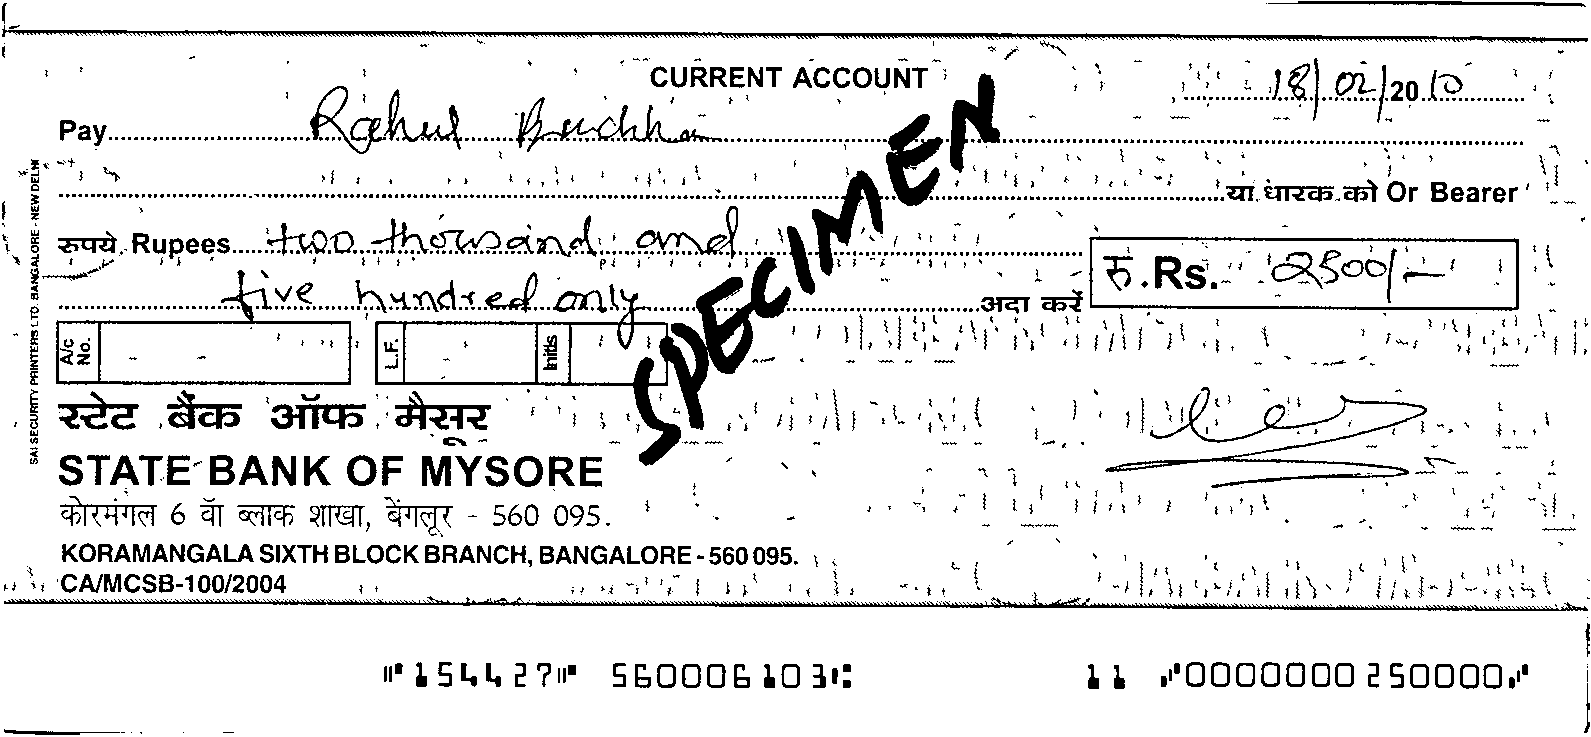 CURRENT ACCOUNT
18/02/2010
Pay Rahul
या धारक को Or Bearer
रुपये Rupees two thousand and
five hundred only अदा करें
रु.Rs. 2500/-
SPECIMEN
A/c No.
L.F.
Initls
स्टेट बैंक ऑफ मैसूर
STATE BANK OF MYSORE
कोरमंगल 6 वॉ ब्लाक शाखा, बेंगलूर - 560 095.
KORAMANGALA SIXTH BLOCK BRANCH, BANGALORE - 560 095.
CA/MCSB-100/2004
SAI SECURITY PRINTERS LTD. BANGALORE - NEW DELHI
⑈154427⑈ 560006103⑆ 11 ⑇0000000250000⑇